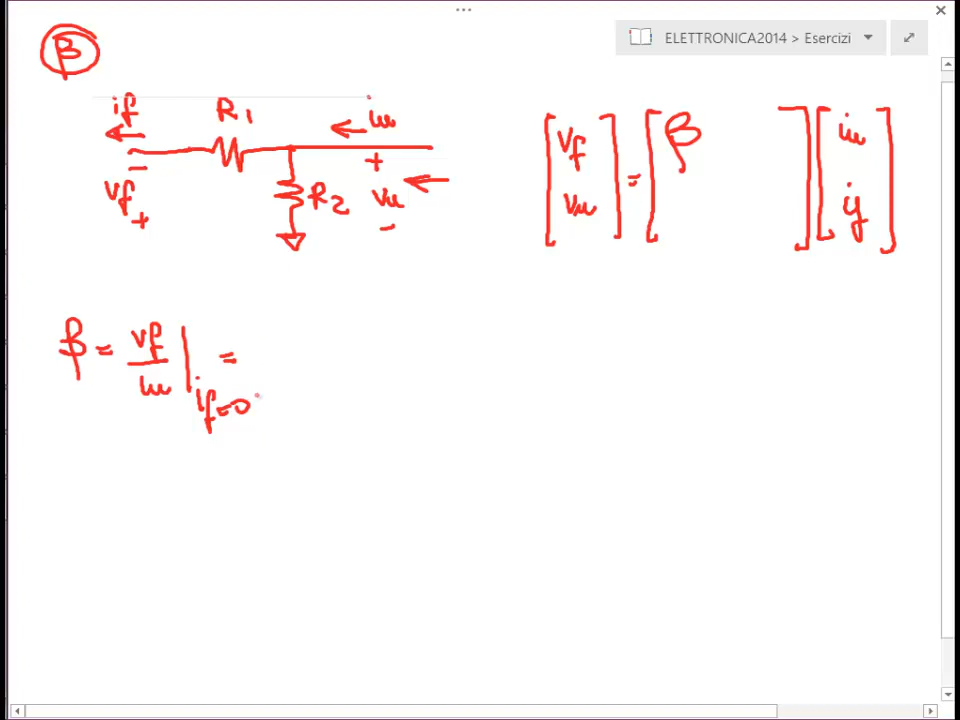 ELETTRONICA2014 > Esercizi
β
if R1 iu
vf R2 vu
+ - + -
[vf vu] = [β ] [iu if]
β = vf/iu | if=0 =